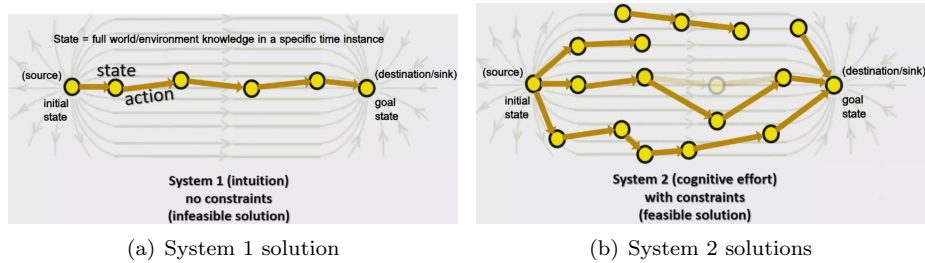 State = full world/environment knowledge in a specific time instance
(source)
state
action
(destination/sink)
initial
state
goal
state
System 1 (intuition)
no constraints
(infeasible solution)
(a) System 1 solution
(source)
(destination/sink)
initial
state
goal
state
System 2 (cognitive effort)
with constraints
(feasible solution)
(b) System 2 solutions